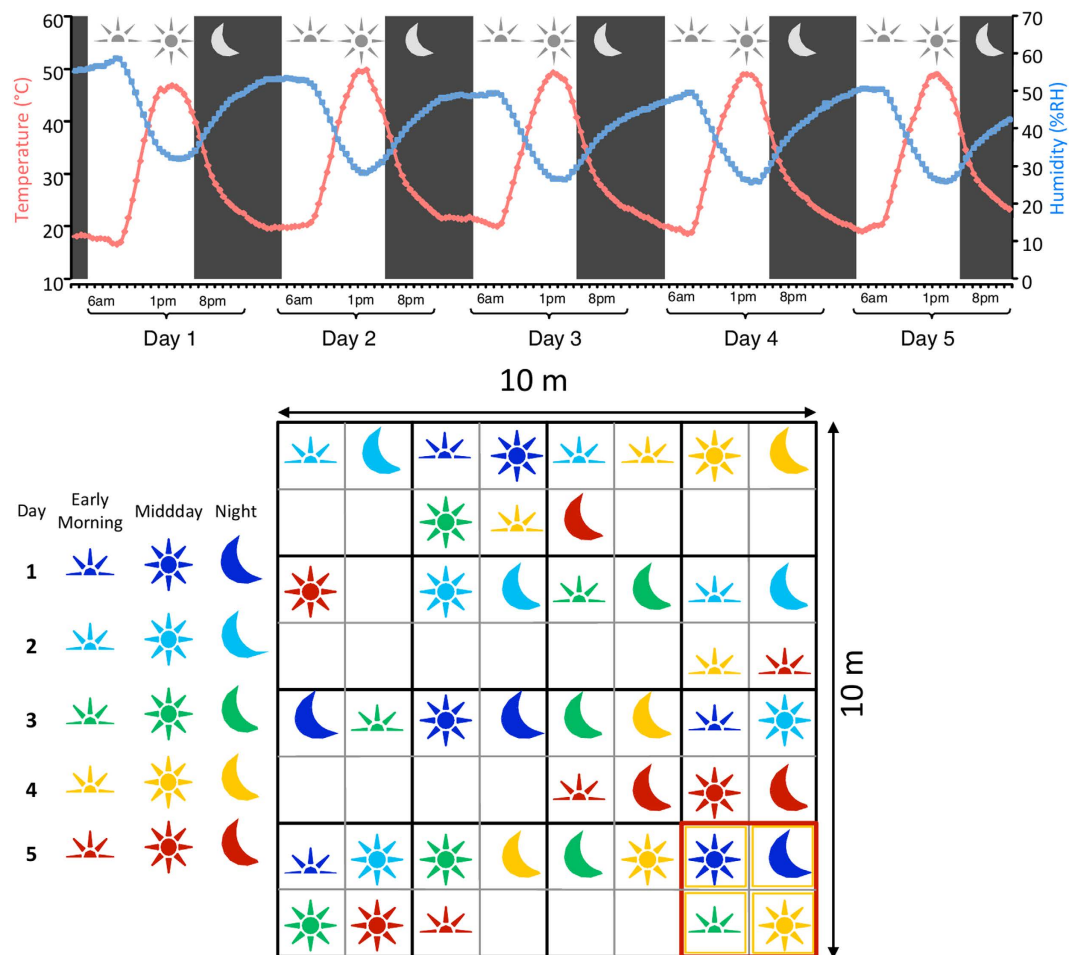 60
50
40
30
20
10
Temperature (°C)
70
60
50
40
30
20
10
0
Humidity (%RH)
6am 1pm 8pm 6am 1pm 8pm 6am 1pm 8pm 6am 1pm 8pm 6am 1pm 8pm
Day 1 Day 2 Day 3 Day 4 Day 5
10 m
10 m
Day Early Morning Middday Night
1
2
3
4
5